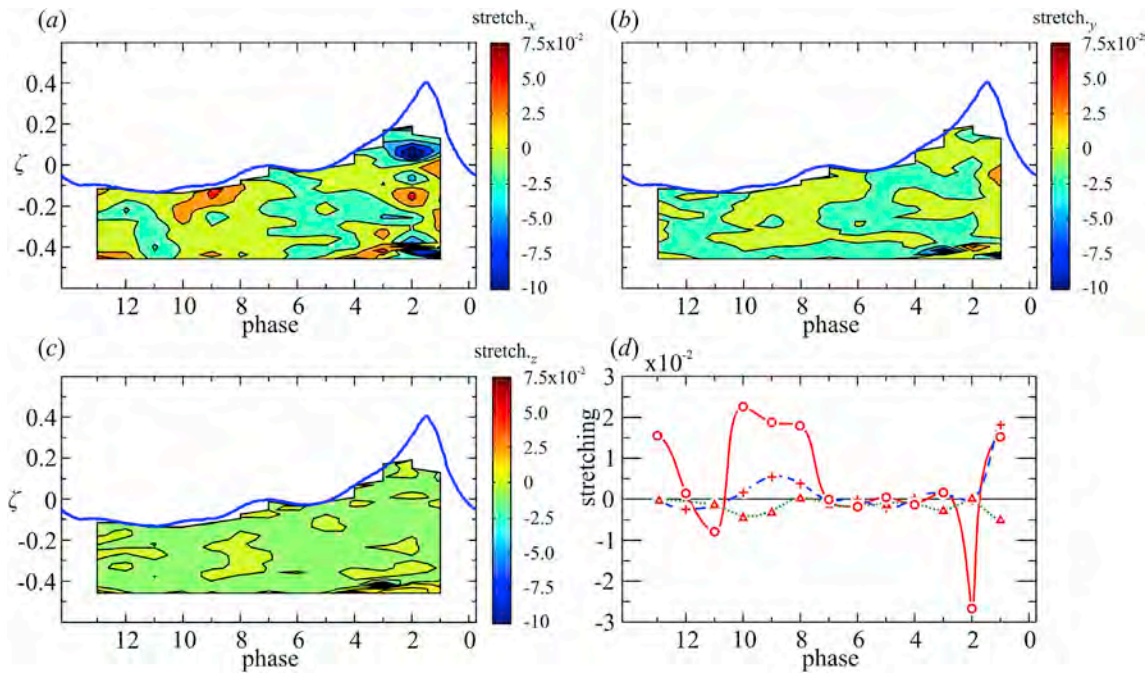 (a)
stretch.x
7.5x10-2
5.0
2.5
0
-2.5
-5.0
-7.5
-10
0.4
0.2
0
-0.2
-0.4
ζ
12 10 8 6 4 2 0
phase
(b)
stretch.y
7.5x10-2
5.0
2.5
0
-2.5
-5.0
-7.5
-10
12 10 8 6 4 2 0
phase
(c)
stretch.z
7.5x10-2
5.0
2.5
0
-2.5
-5.0
-7.5
-10
0.4
0.2
0
-0.2
-0.4
ζ
12 10 8 6 4 2 0
phase
(d)
x10-2
3
2
1
0
-1
-2
-3
stretching
12 10 8 6 4 2 0
phase